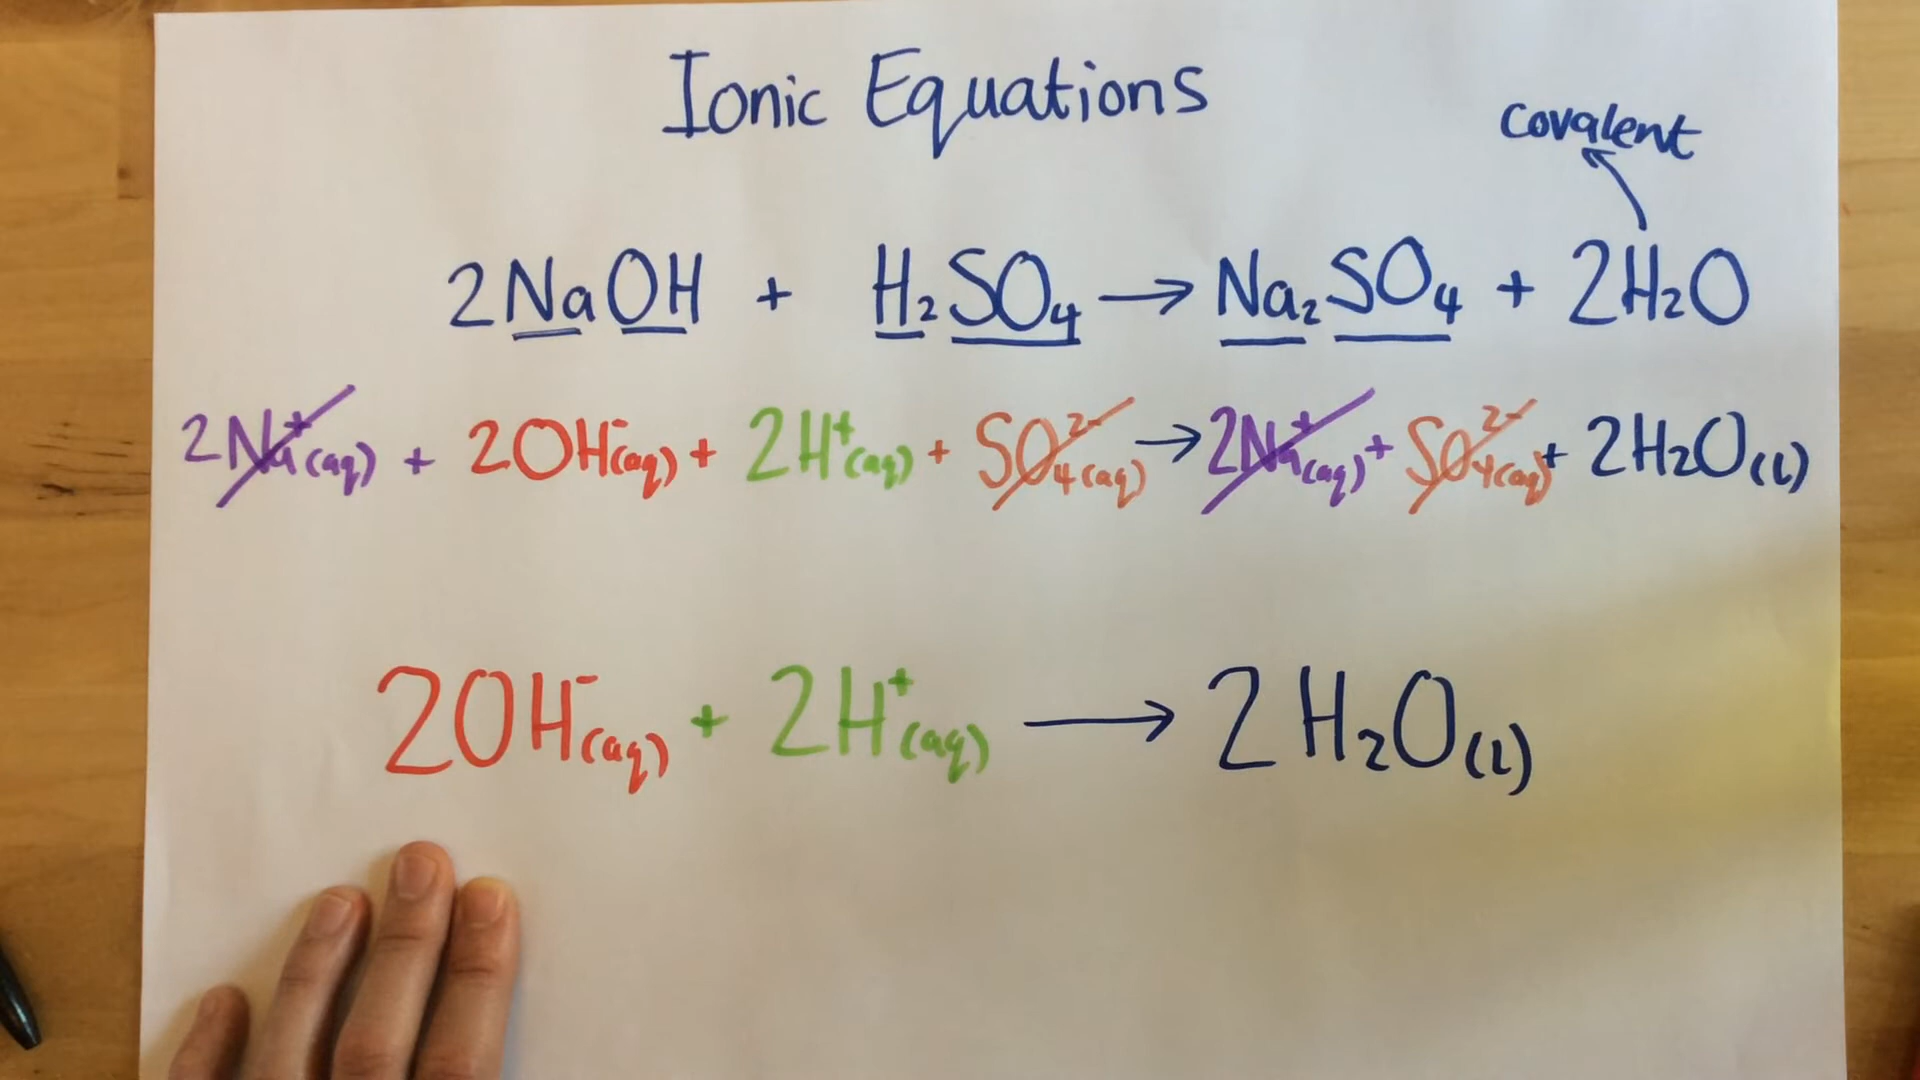 Ionic Equations
covalent
2NaOH + H₂SO₄ → Na₂SO₄ + 2H₂O
2Na⁺(aq) + 2OH⁻(aq) + 2H⁺(aq) + SO₄²⁻(aq) → 2Na⁺(aq) + SO₄²⁻(aq) + 2H₂O(l)
2OH⁻(aq) + 2H⁺(aq) → 2H₂O(l)